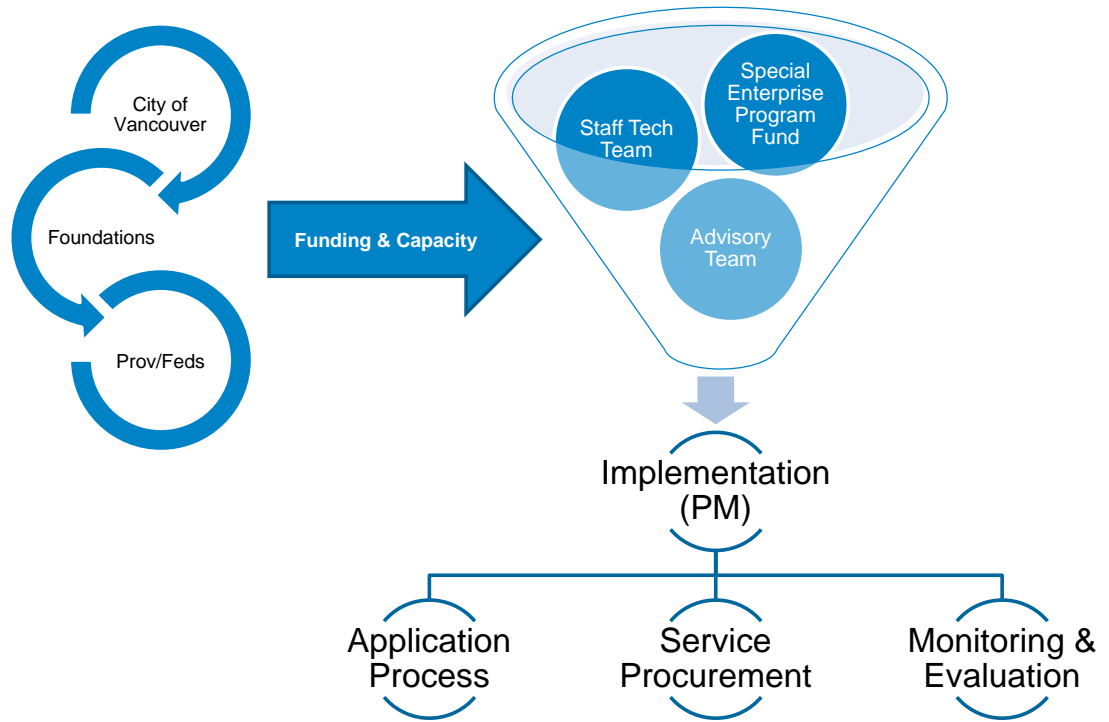 City of
Vancouver
Foundations
Prov/Feds
Funding & Capacity
Special
Enterprise
Program
Fund
Staff Tech
Team
Advisory
Team
Implementation
(PM)
Application
Process
Service
Procurement
Monitoring &
Evaluation